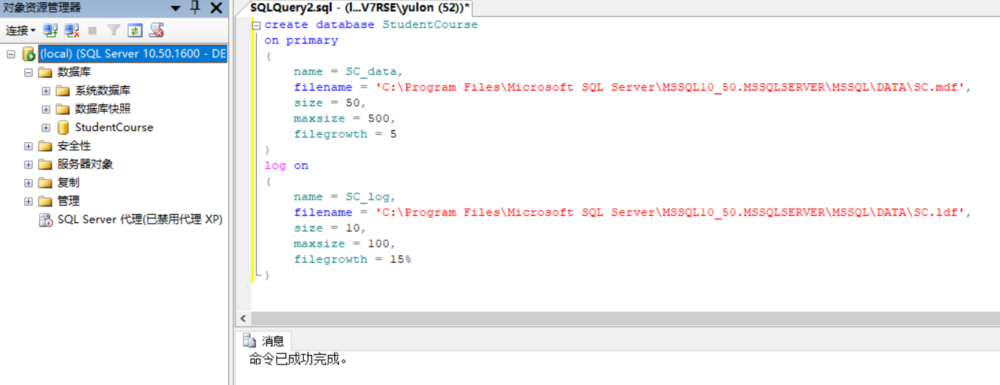 对象资源管理器
连接
(local) (SQL Server 10.50.1600 - DE
数据库
系统数据库
数据库快照
StudentCourse
安全性
服务器对象
复制
管理
SQL Server 代理(已禁用代理 XP)
SQLQuery2.sql - (l...V7RSE\yulon (52))*
create database StudentCourse
on primary
(
name = SC_data,
filename = 'C:\Program Files\Microsoft SQL Server\MSSQL10_50.MSSQLSERVER\MSSQL\DATA\SC.mdf',
size = 50,
maxsize = 500,
filegrowth = 5
)
log on
(
name = SC_log,
filename = 'C:\Program Files\Microsoft SQL Server\MSSQL10_50.MSSQLSERVER\MSSQL\DATA\SC.ldf',
size = 10,
maxsize = 100,
filegrowth = 15%
)
消息
命令已成功完成。